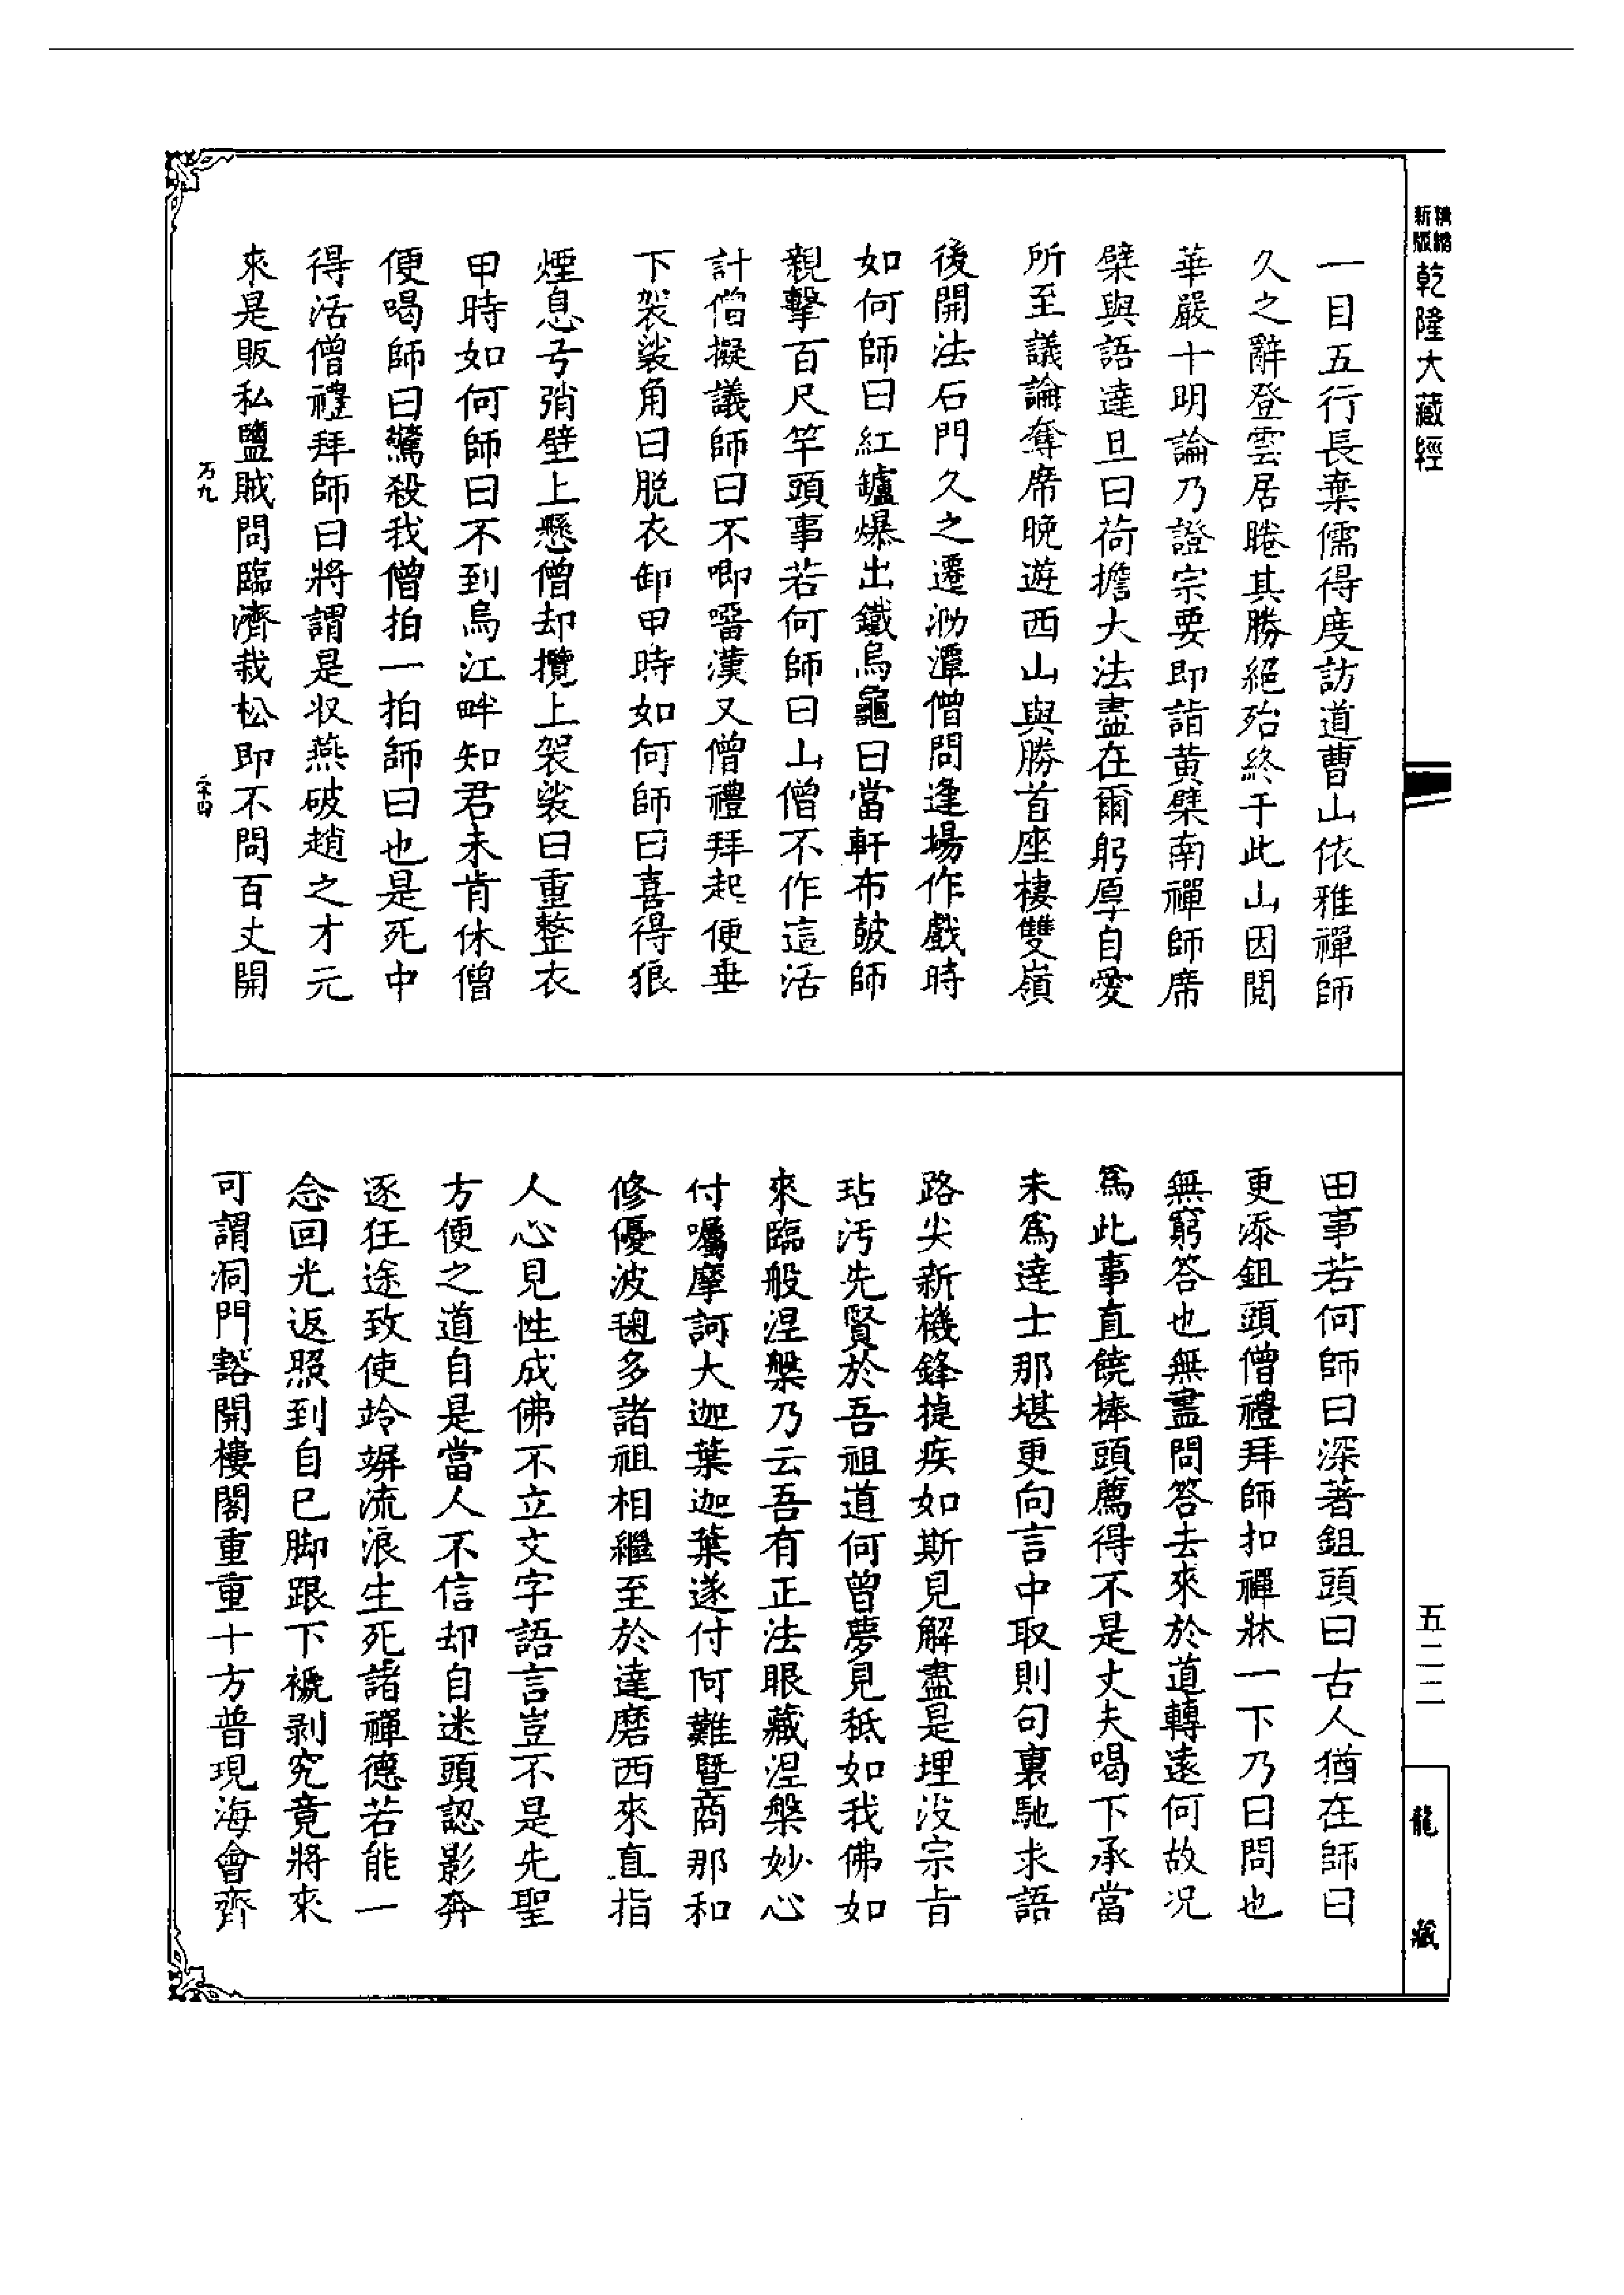 精縮新版乾隆大藏經
一目五行長棄儒得度訪道曹山依雅禪師
久之辭登雲居睠其勝絕殆終于此山因閱
華嚴十明論乃證宗要即詣黃檗南禪師席
檗與語達旦曰荷擔大法盡在爾躬厚自愛
所至議論奪席晚遊西山與勝首座棲雙嶺
後開法石門久之遷泐潭僧問逢場作戲時
如何師曰紅鑪爆出鐵烏龜曰當軒布鼓師
親擊百尺竿頭事若何師曰山僧不作這活
計僧擬議師曰不唧𠺕漢又僧禮拜起便垂
下袈裟角曰脫衣卸甲時如何師曰喜得狼
煙息弓弰壁上懸僧却攬上袈裟曰重整衣
甲時如何師曰不到烏江畔知君未肯休僧
便喝師曰驚殺我僧拍一拍師曰也是死中
得活僧禮拜師曰將謂是收燕破趙之才元
來是販私鹽賊問臨濟栽松即不問百丈開
万九
田事若何師曰深著鉏頭曰古人猶在師曰
更添鉏頭僧禮拜師扣禪牀一下乃曰問也
無窮答也無盡問答去來於道轉遠何故況
爲此事直饒棒頭薦得不是丈夫喝下承當
未爲達士那堪更向言中取則句裏馳求語
路尖新機鋒捷疾如斯見解盡是埋沒宗旨
玷汚先賢於吾祖道何曾夢見秪如我佛如
來臨般涅槃乃云吾有正法眼藏涅槃妙心
付囑摩訶大迦葉迦葉遂付阿難曁商那和
修優波毱多諸祖相繼至於達磨西來直指
人心見性成佛不立文字語言豈不是先聖
方便之道自是當人不信却自迷頭認影奔
逐狂途致使竛竮流浪生死諸禪德若能一
念回光返照到自己脚跟下褫剥究竟將來
可謂洞門豁開樓閣重重十方普現海會齊
五二二
龍藏